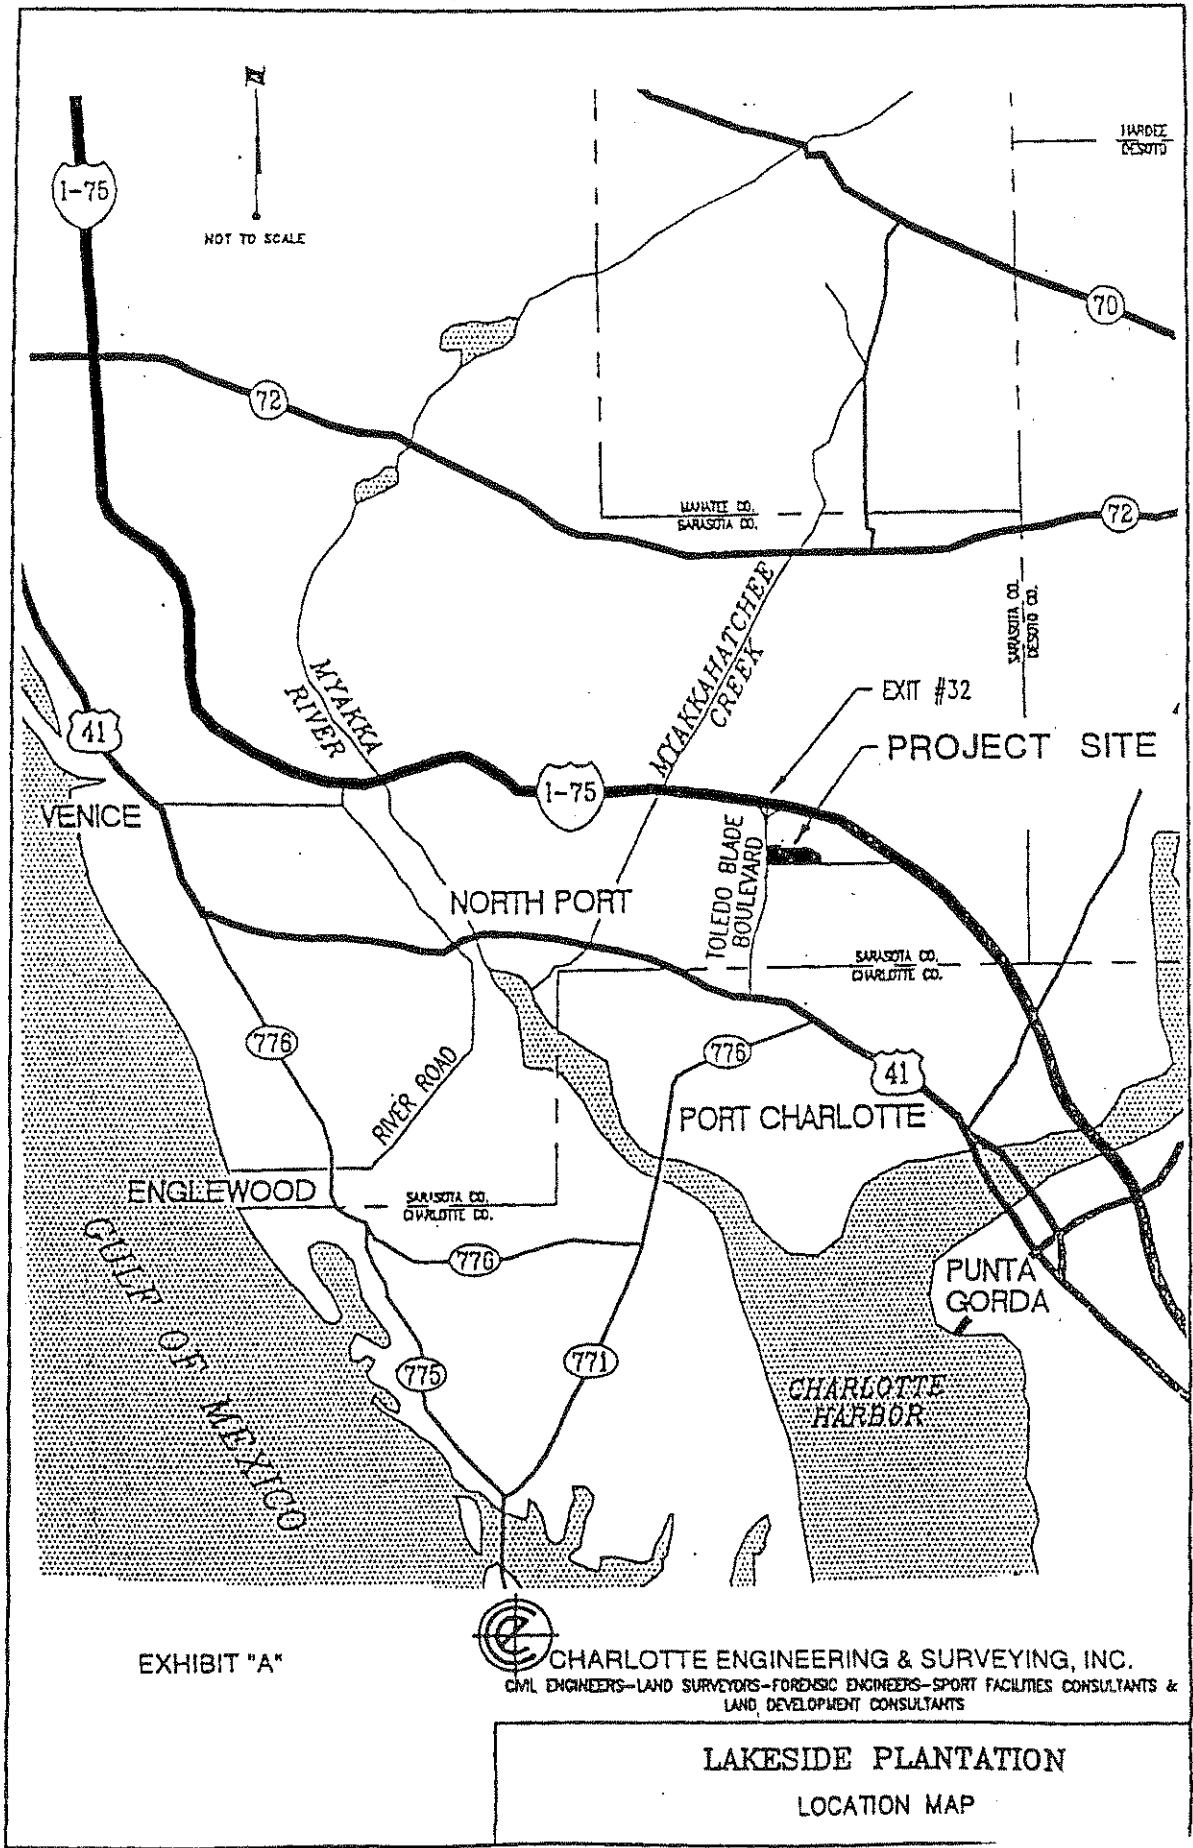 N
NOT TO SCALE
I-75
HARDEE
DESOTO
70
72
MANATEE CO.
SARASOTA CO.
72
SARASOTA CO.
DESOTO CO.
MYAKKAHATCHEE
CREEK
MYAKKA
RIVER
EXIT #32
PROJECT SITE
41
VENICE
I-75
TOLEDO BLADE
BOULEVARD
NORTH PORT
SARASOTA CO.
CHARLOTTE CO.
776
RIVER ROAD
776
41
PORT CHARLOTTE
ENGLEWOOD
SARASOTA CO.
CHARLOTTE CO.
776
GULF OF MEXICO
PUNTA
GORDA
775
771
CHARLOTTE
HARBOR
EXHIBIT "A"
CHARLOTTE ENGINEERING & SURVEYING, INC.
CIVIL ENGINEERS-LAND SURVEYORS-FORENSIC ENGINEERS-SPORT FACILITIES CONSULTANTS &
LAND DEVELOPMENT CONSULTANTS
LAKESIDE PLANTATION
LOCATION MAP